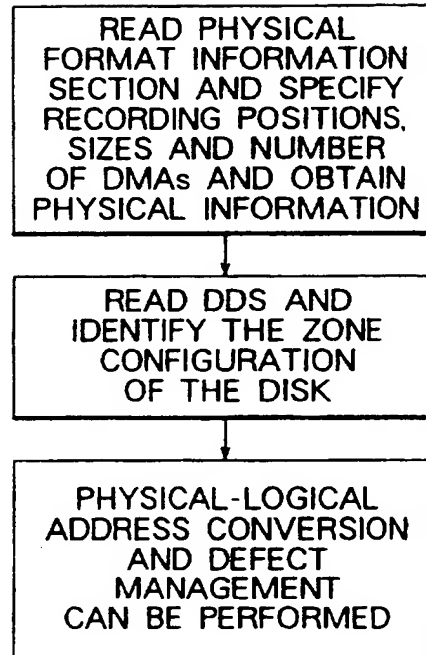 READ PHYSICAL
FORMAT INFORMATION
SECTION AND SPECIFY
RECORDING POSITIONS,
SIZES AND NUMBER
OF DMAs AND OBTAIN
PHYSICAL INFORMATION
READ DDS AND
IDENTIFY THE ZONE
CONFIGURATION
OF THE DISK
PHYSICAL-LOGICAL
ADDRESS CONVERSION
AND DEFECT
MANAGEMENT
CAN BE PERFORMED